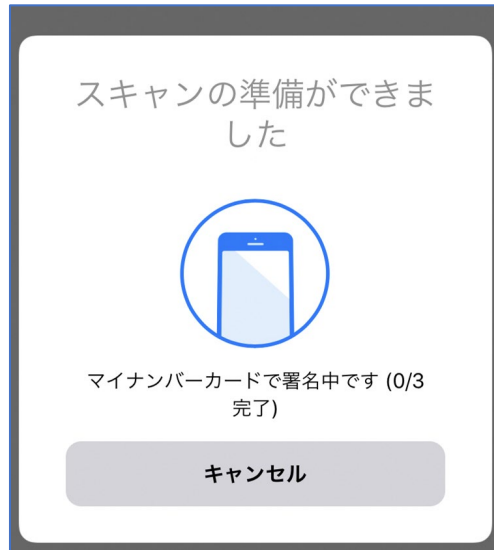 スキャンの準備ができま
した
マイナンバーカードで署名中です (0/3
完了)
キャンセル